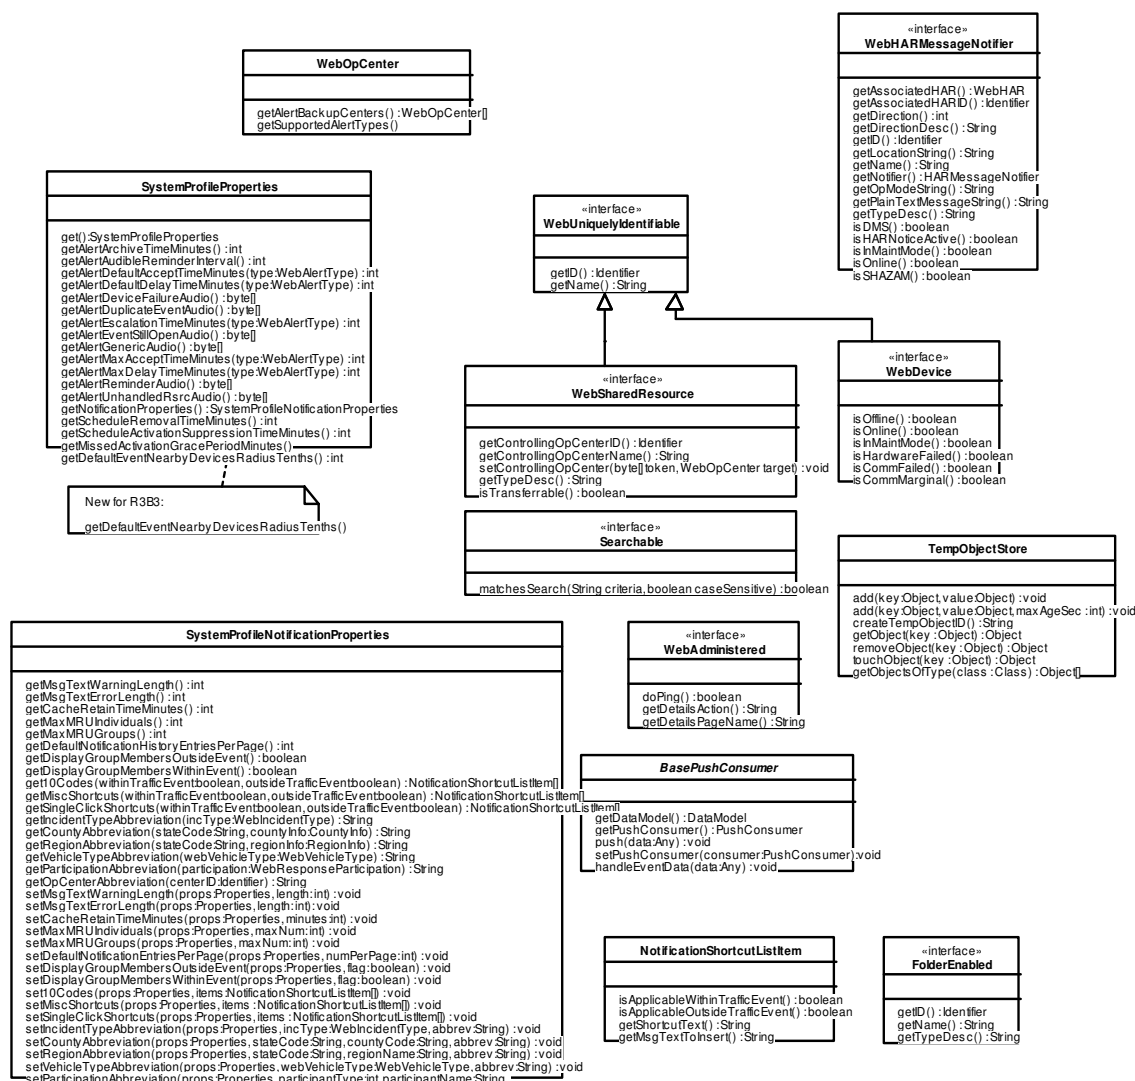 WebOpCenter
getAlertBackupCenters() : WebOpCenter[]
getSupportedAlertTypes()
«interface»
WebHARMessageNotifier
getAssociatedHAR() : WebHAR
getAssociatedHARID() : Identifier
getDirection() : int
getDirectionDesc() : String
getID() : Identifier
getLocationString() : String
getName() : String
getNotifier() : HARMessageNotifier
getOpModeString() : String
getPlainTextMessageString() : String
getTypeDesc() : String
isDMS() : boolean
isHARNoticeActive() : boolean
isInMaintMode() : boolean
isOnline() : boolean
isSHAZAM() : boolean
SystemProfileProperties
get():SystemProfileProperties
getAlertArchiveTimeMinutes() : int
getAlertAudibleReminderInterval() : int
getAlertDefaultAcceptTimeMinutes(type:WebAlertType) : int
getAlertDefaultDelayTimeMinutes(type:WebAlertType) : int
getAlertDeviceFailureAudio() : byte[]
getAlertDuplicateEventAudio() : byte[]
getAlertEscalationTimeMinutes(type:WebAlertType) : int
getAlertEventStillOpenAudio() : byte[]
getAlertGenericAudio() : byte[]
getAlertMaxAcceptTimeMinutes(type:WebAlertType) : int
getAlertMaxDelayTimeMinutes(type:WebAlertType) : int
getAlertReminderAudio() : byte[]
getAlertUnhandledRsrcAudio() : byte[]
getNotificationProperties() : SystemProfileNotificationProperties
getScheduleRemovalTimeMinutes() : int
getScheduleActivationSuppressionTimeMinutes() : int
getMissedActivationGracePeriodMinutes()
getDefaultEventNearbyDevicesRadiusTenths() : int
New for R3B3:
getDefaultEventNearbyDevicesRadiusTenths()
«interface»
WebUniquelyIdentifiable
getID() : Identifier
getName() : String
«interface»
WebSharedResource
getControllingOpCenterID() : Identifier
getControllingOpCenterName() : String
setControllingOpCenter(byte[] token, WebOpCenter target) : void
getTypeDesc() : String
isTransferrable() : boolean
«interface»
WebDevice
isOffline() : boolean
isOnline() : boolean
isInMaintMode() : boolean
isHardwareFailed() : boolean
isCommFailed() : boolean
isCommMarginal() : boolean
«interface»
Searchable
matchesSearch(String criteria, boolean caseSensitive) : boolean
TempObjectStore
add(key:Object, value:Object) : void
add(key:Object, value:Object, maxAgeSec : int) : void
createTempObjectID() : String
getObject(key : Object) : Object
removeObject(key : Object) : Object
touchObject(key : Object) : Object
getObjectsOfType(class : Class) : Object[]
SystemProfileNotificationProperties
getMsgTextWarningLength() : int
getMsgTextErrorLength() : int
getCacheRetainTimeMinutes() : int
getMaxMRUIndividuals() : int
getMaxMRUGroups() : int
getDefaultNotificationHistoryEntriesPerPage() : int
getDisplayGroupMembersOutsideEvent() : boolean
getDisplayGroupMembersWithinEvent() : boolean
get10Codes(withinTrafficEvent:boolean, outsideTrafficEvent:boolean) : NotificationShortcutListItem[]
getMiscShortcuts(withinTrafficEvent:boolean, outsideTrafficEvent:boolean) : NotificationShortcutListItem[]
getSingleClickShortcuts(withinTrafficEvent:boolean, outsideTrafficEvent:boolean) : NotificationShortcutListItem[]
getIncidentTypeAbbreviation(incType:WebIncidentType) : String
getCountyAbbreviation(stateCode:String, countyInfo:CountyInfo) : String
getRegionAbbreviation(stateCode:String, regionInfo:RegionInfo) : String
getVehicleTypeAbbreviation(webVehicleType:WebVehicleType) : String
getParticipationAbbreviation(participation:WebResponseParticipation) : String
getOpCenterAbbreviation(centerID:Identifier) : String
setMsgTextWarningLength(props:Properties, length:int) : void
setMsgTextErrorLength(props:Properties, length:int) : void
setCacheRetainTimeMinutes(props:Properties, minutes:int) : void
setMaxMRUIndividuals(props:Properties, maxNum:int) : void
setMaxMRUGroups(props:Properties, maxNum:int) : void
setDefaultNotificationEntriesPerPage(props:Properties, numPerPage:int) : void
setDisplayGroupMembersOutsideEvent(props:Properties, flag:boolean) : void
setDisplayGroupMembersWithinEvent(props:Properties, flag:boolean) : void
set10Codes(props:Properties, items:NotificationShortcutListItem[]) : void
setMiscShortcuts(props:Properties, items : NotificationShortcutListItem[]) : void
setSingleClickShortcuts(props:Properties, items : NotificationShortcutListItem[]) : void
setIncidentTypeAbbreviation(props:Properties, incType:WebIncidentType, abbrev:String) : void
setCountyAbbreviation(props:Properties, stateCode:String, countyCode:String, abbrev:String) : void
setRegionAbbreviation(props:Properties, stateCode:String, regionName:String, abbrev:String) : void
setVehicleTypeAbbreviation(props:Properties, webVehicleType:WebVehicleType, abbrev:String) : void
setParticipationAbbreviation(props:Properties, participantType:int, participantName:String
«interface»
WebAdministered
doPing() : boolean
getDetailsAction() : String
getDetailsPageName() : String
BasePushConsumer
getDataModel() : DataModel
getPushConsumer() : PushConsumer
push(data:Any) : void
setPushConsumer(consumer:PushConsumer):void
handleEventData(data:Any) : void
NotificationShortcutListItem
isApplicableWithinTrafficEvent() : boolean
isApplicableOutsideTrafficEvent() : boolean
getShortcutText() : String
getMsgTextToInsert() : String
«interface»
FolderEnabled
getID() : Identifier
getName() : String
getTypeDesc() : String